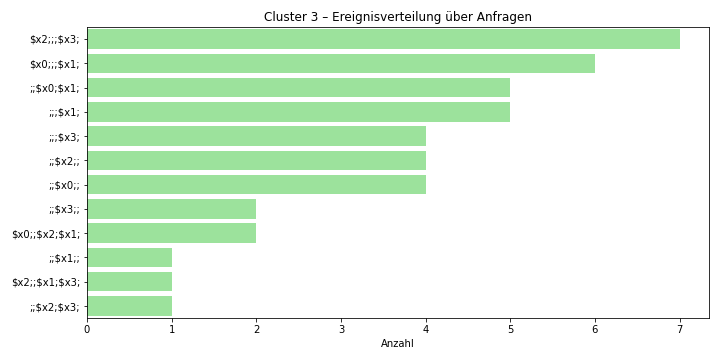 Cluster 3 – Ereignisverteilung über Anfragen
$x2;;;$x3;
$x0;;;$x1;
;;$x0;$x1;
;;;$x1;
;;;$x3;
;;$x2;;
;;$x0;;
;;$x3;;
$x0;;$x2;$x1;
;;$x1;;
$x2;;$x1;$x3;
;;$x2;$x3;
0 1 2 3 4 5 6 7
Anzahl